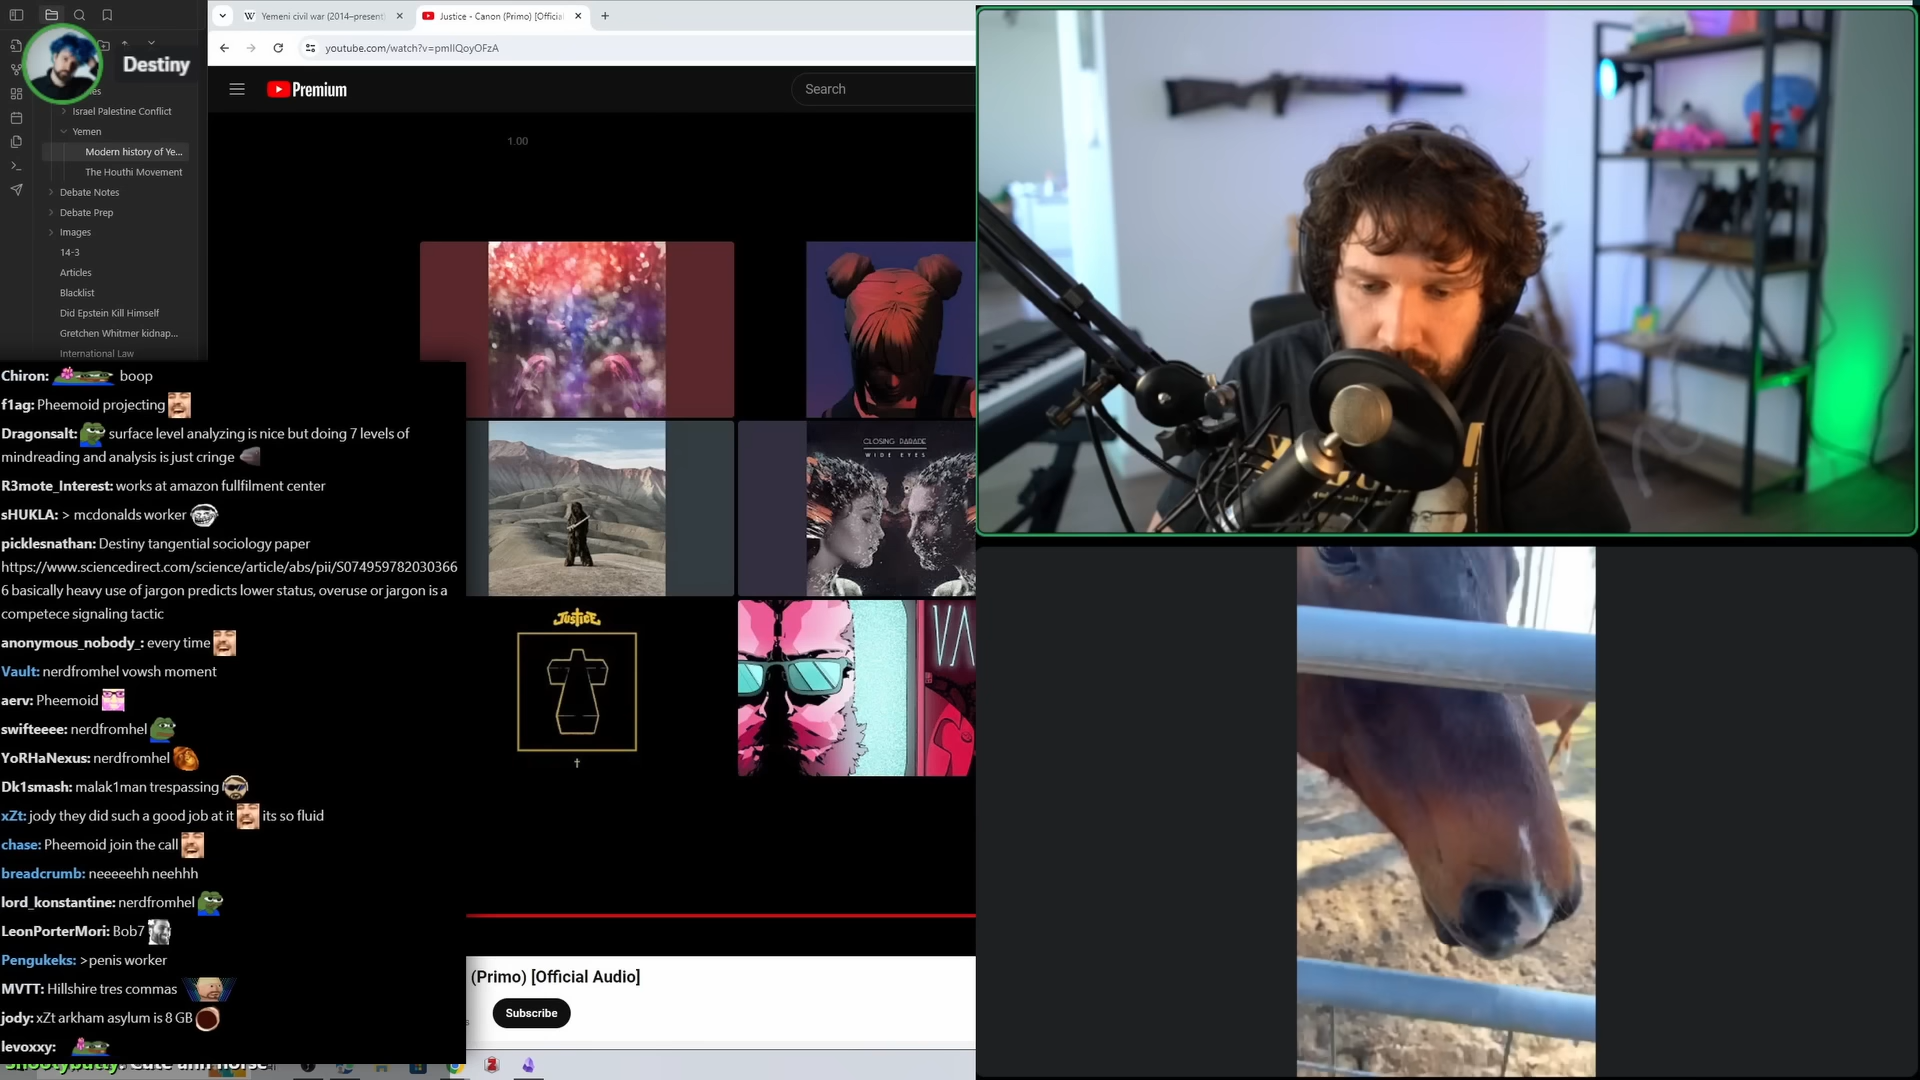 Yemeni civil war (2014–present)
Justice - Canon (Primo) [Official
youtube.com/watch?v=pmIlQoyOFzA
Destiny
Premium
Search
Israel Palestine Conflict
Yemen
Modern history of Ye...
The Houthi Movement
Debate Notes
Debate Prep
Images
14-3
Articles
Blacklist
Did Epstein Kill Himself
Gretchen Whitmer kidnap...
International Law
1.00
CLOSING PARADE
WIDE EYES
JUSTICE
Chiron: boop
f1ag: Pheemoid projecting
Dragonsalt: surface level analyzing is nice but doing 7 levels of
mindreading and analysis is just cringe
R3mote_Interest: works at amazon fullfilment center
sHUKLA: > mcdonalds worker
picklesnathan: Destiny tangential sociology paper
https://www.sciencedirect.com/science/article/abs/pii/S074959782030366
6 basically heavy use of jargon predicts lower status, overuse or jargon is a
competece signaling tactic
anonymous_nobody_: every time
Vault: nerdfromhel vowsh moment
aerv: Pheemoid
swifteeee: nerdfromhel
YoRHaNexus: nerdfromhel
Dk1smash: malak1man trespassing
xZt: jody they did such a good job at it its so fluid
chase: Pheemoid join the call
breadcrumb: neeeeehh neehhh
lord_konstantine: nerdfromhel
LeonPorterMori: Bob7
Pengukeks: >penis worker
MVTT: Hillshire tres commas
jody: xZt arkham asylum is 8 GB
levoxxy:
(Primo) [Official Audio]
Subscribe